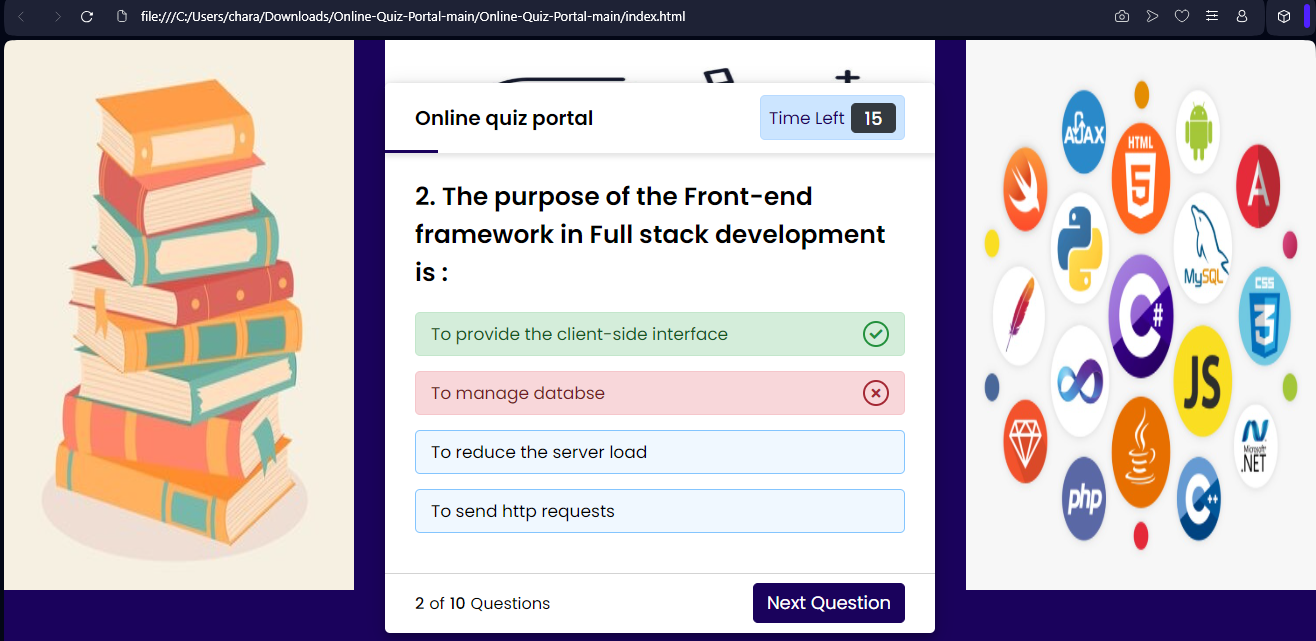 file:///C:/Users/chara/Downloads/Online-Quiz-Portal-main/Online-Quiz-Portal-main/index.html
Online quiz portal
Time Left 15
2. The purpose of the Front-end
framework in Full stack development
is :
To provide the client-side interface
To manage databse
To reduce the server load
To send http requests
2 of 10 Questions
Next Question
AJAX
HTML
5
A
MySQL
CSS
3
C#
JS
Microsoft
.NET
php
C++